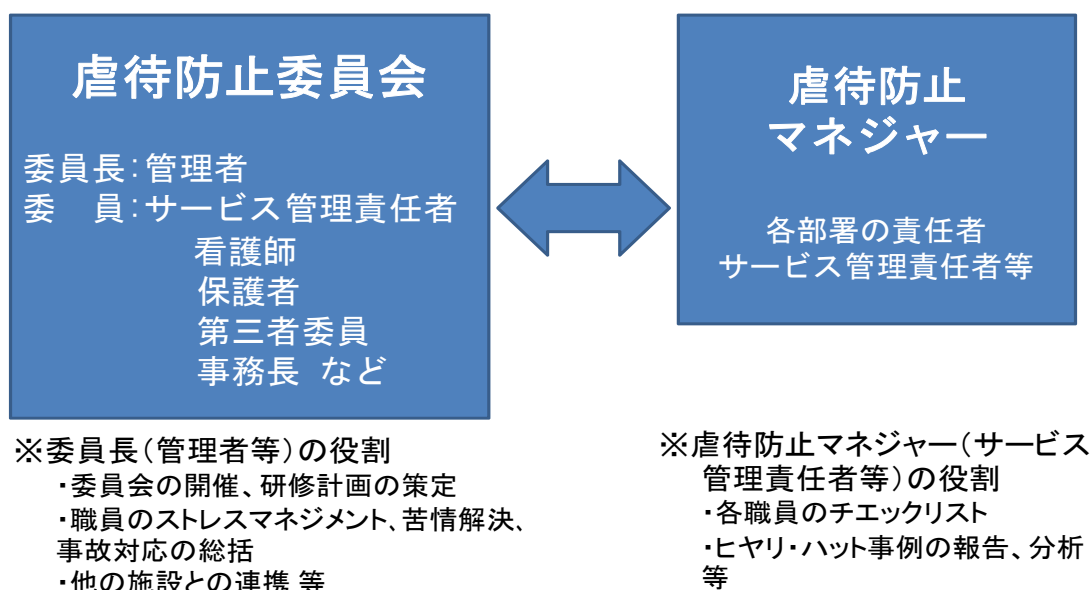 虐待防止委員会
委員長:管理者
委　員:サービス管理責任者
看護師
保護者
第三者委員
事務長 など
※委員長(管理者等)の役割
・委員会の開催、研修計画の策定
・職員のストレスマネジメント、苦情解決、
事故対応の総括
・他の施設との連携 等
虐待防止
マネジャー
各部署の責任者
サービス管理責任者等
※虐待防止マネジャー(サービス
管理責任者等)の役割
・各職員のチエックリスト
・ヒヤリ・ハット事例の報告、分析
等